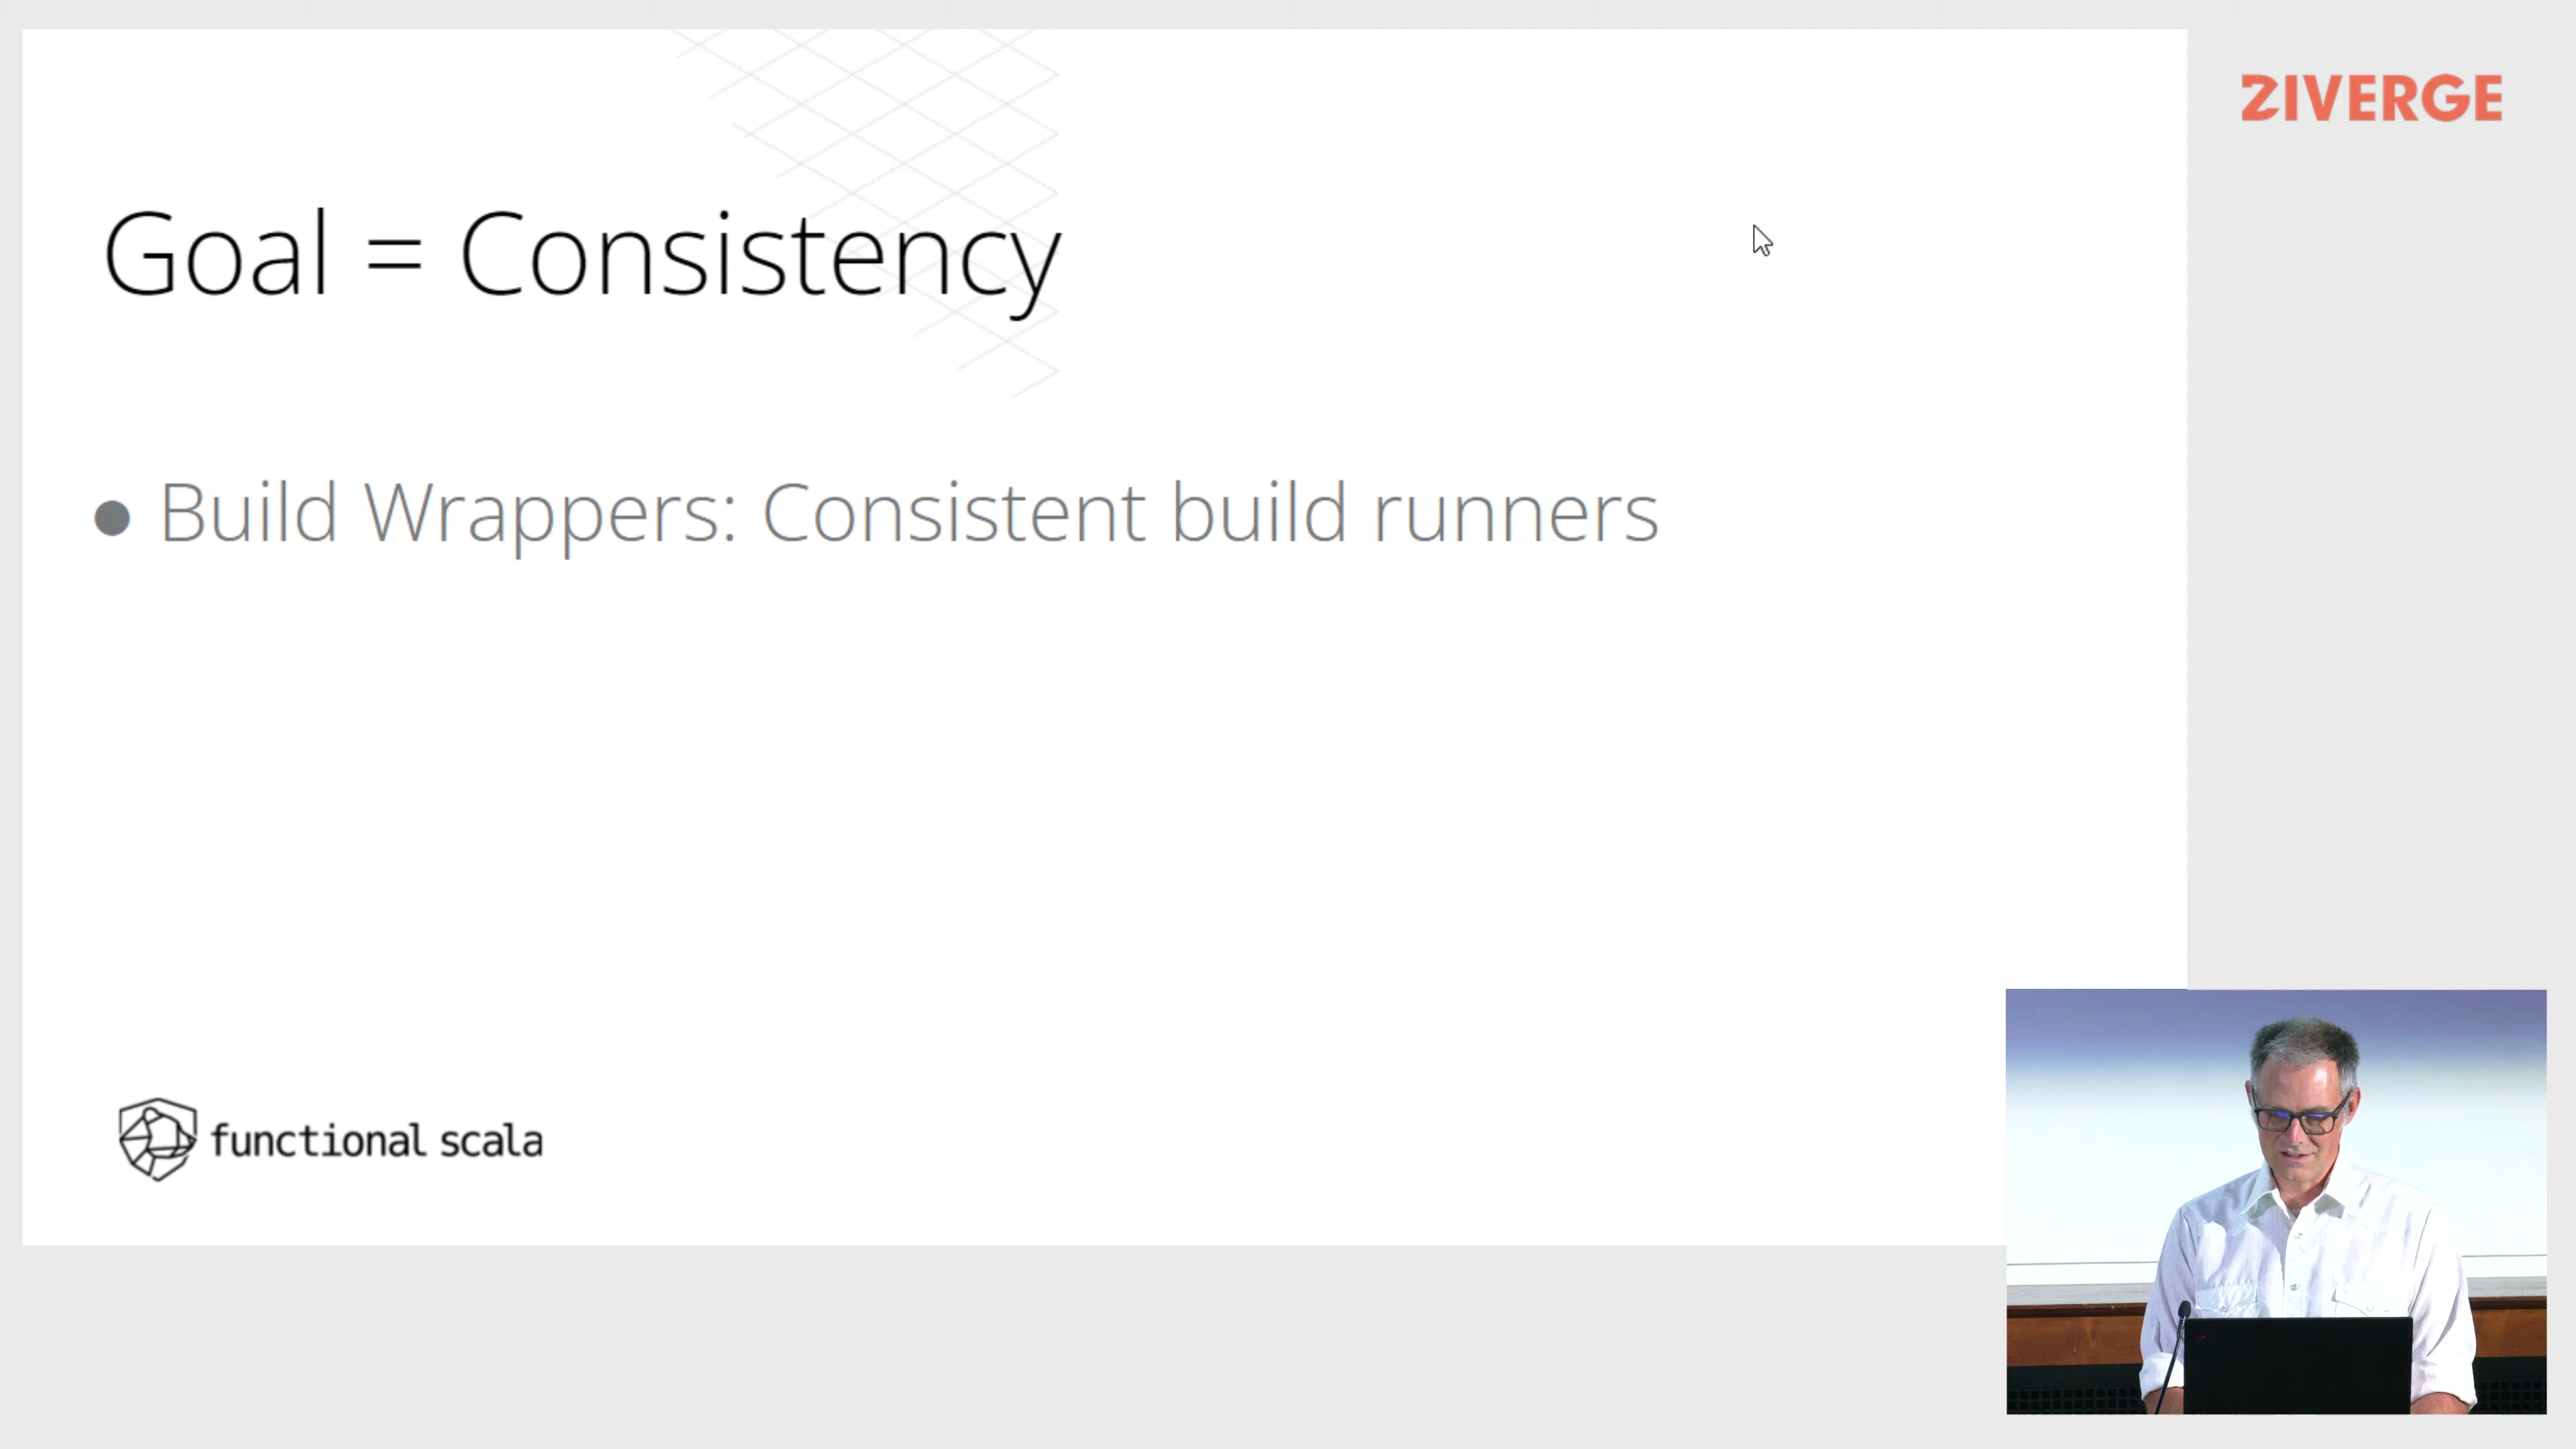 ZIVERGE
Goal = Consistency
● Build Wrappers: Consistent build runners
functional scala